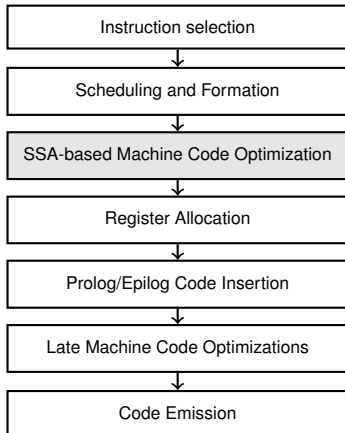 Instruction selection
Scheduling and Formation
SSA-based Machine Code Optimization
Register Allocation
Prolog/Epilog Code Insertion
Late Machine Code Optimizations
Code Emission